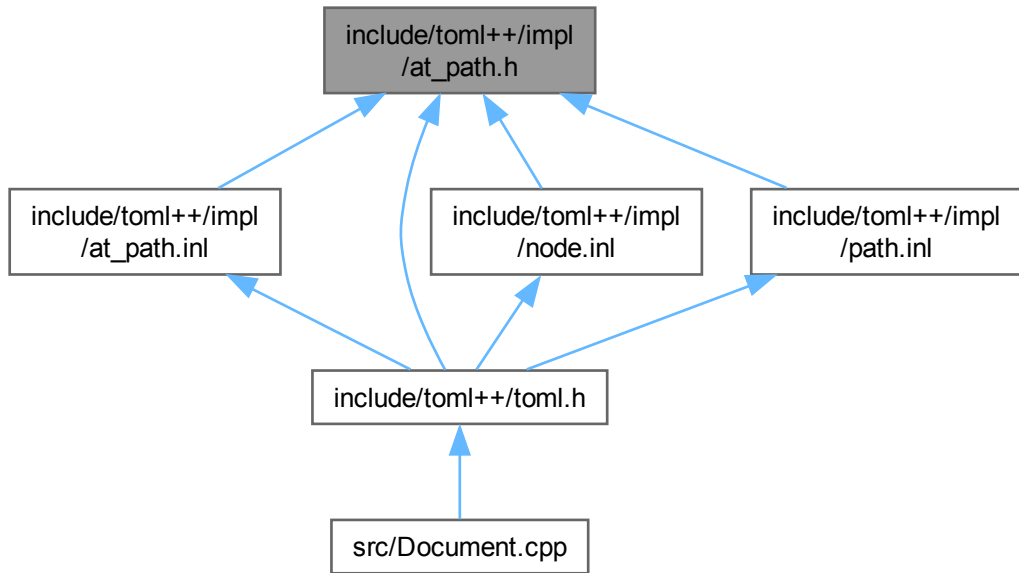 include/toml++/impl
/at_path.h
include/toml++/impl
/at_path.inl
include/toml++/impl
/node.inl
include/toml++/impl
/path.inl
include/toml++/toml.h
src/Document.cpp